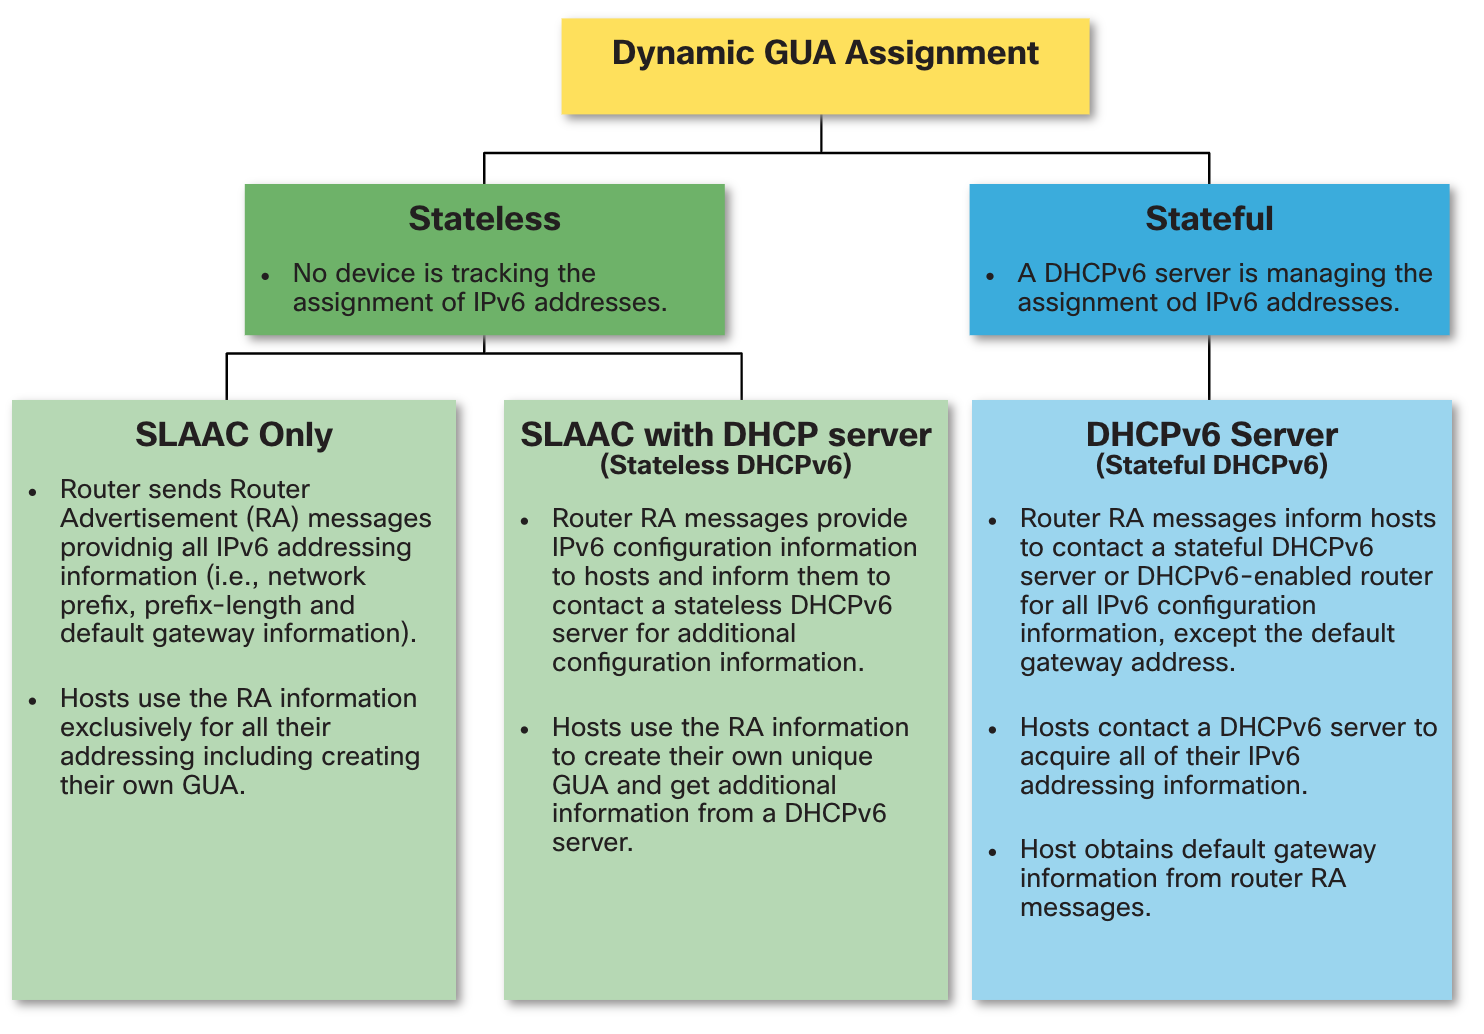 Dynamic GUA Assignment
Stateless
• No device is tracking the
assignment of IPv6 addresses.
Stateful
• A DHCPv6 server is managing the
assignment od IPv6 addresses.
SLAAC Only
• Router sends Router
Advertisement (RA) messages
providnig all IPv6 addressing
information (i.e., network
prefix, prefix-length and
default gateway information).
• Hosts use the RA information
exclusively for all their
addressing including creating
their own GUA.
SLAAC with DHCP server
(Stateless DHCPv6)
• Router RA messages provide
IPv6 configuration information
to hosts and inform them to
contact a stateless DHCPv6
server for additional
configuration information.
• Hosts use the RA information
to create their own unique
GUA and get additional
information from a DHCPv6
server.
DHCPv6 Server
(Stateful DHCPv6)
• Router RA messages inform hosts
to contact a stateful DHCPv6
server or DHCPv6-enabled router
for all IPv6 configuration
information, except the default
gateway address.
• Hosts contact a DHCPv6 server to
acquire all of their IPv6
addressing information.
• Host obtains default gateway
information from router RA
messages.